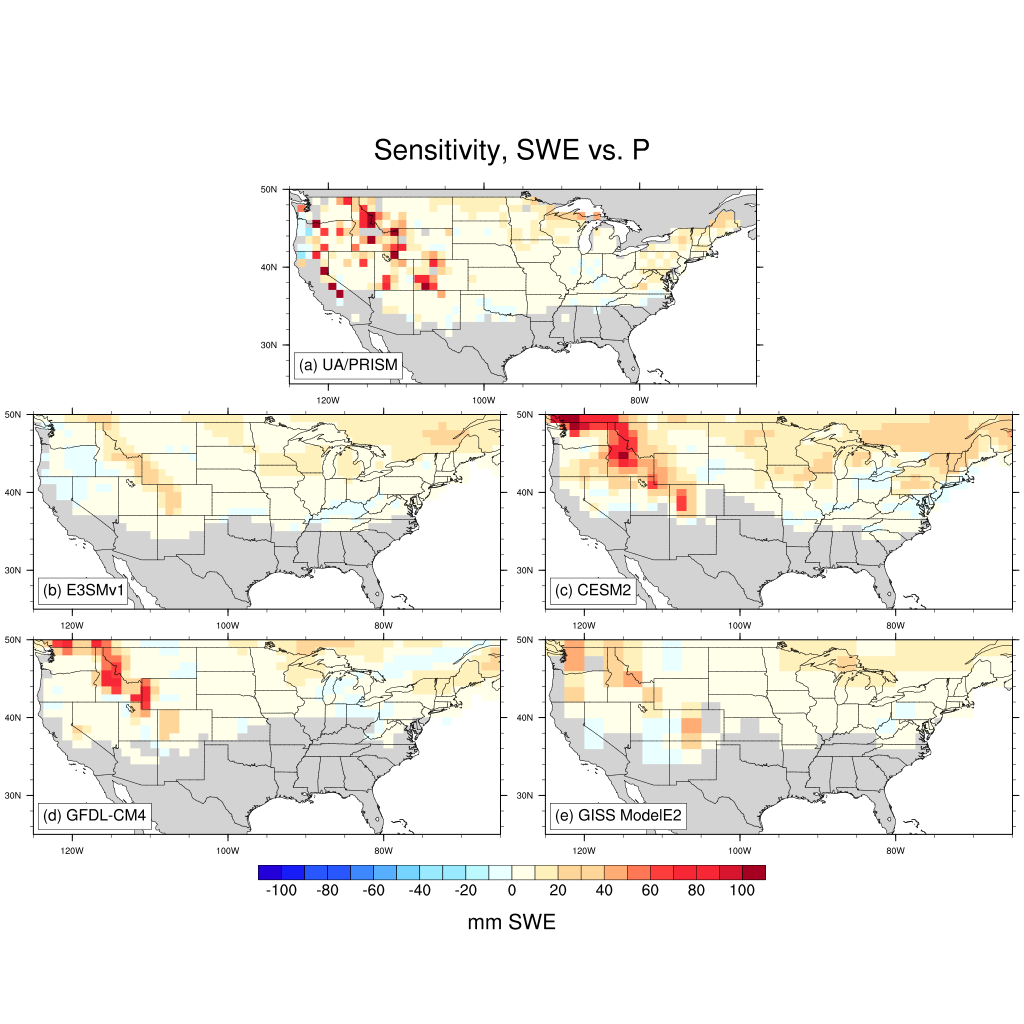 Sensitivity, SWE vs. P
50N
40N
30N
(a) UA/PRISM
120W 100W 80W
50N 50N
40N 40N
30N 30N
(b) E3SMv1 (c) CESM2
120W 100W 80W 120W 100W 80W
50N 50N
40N 40N
30N 30N
(d) GFDL-CM4 (e) GISS ModelE2
120W 100W 80W 120W 100W 80W
-100 -80 -60 -40 -20 0 20 40 60 80 100
mm SWE